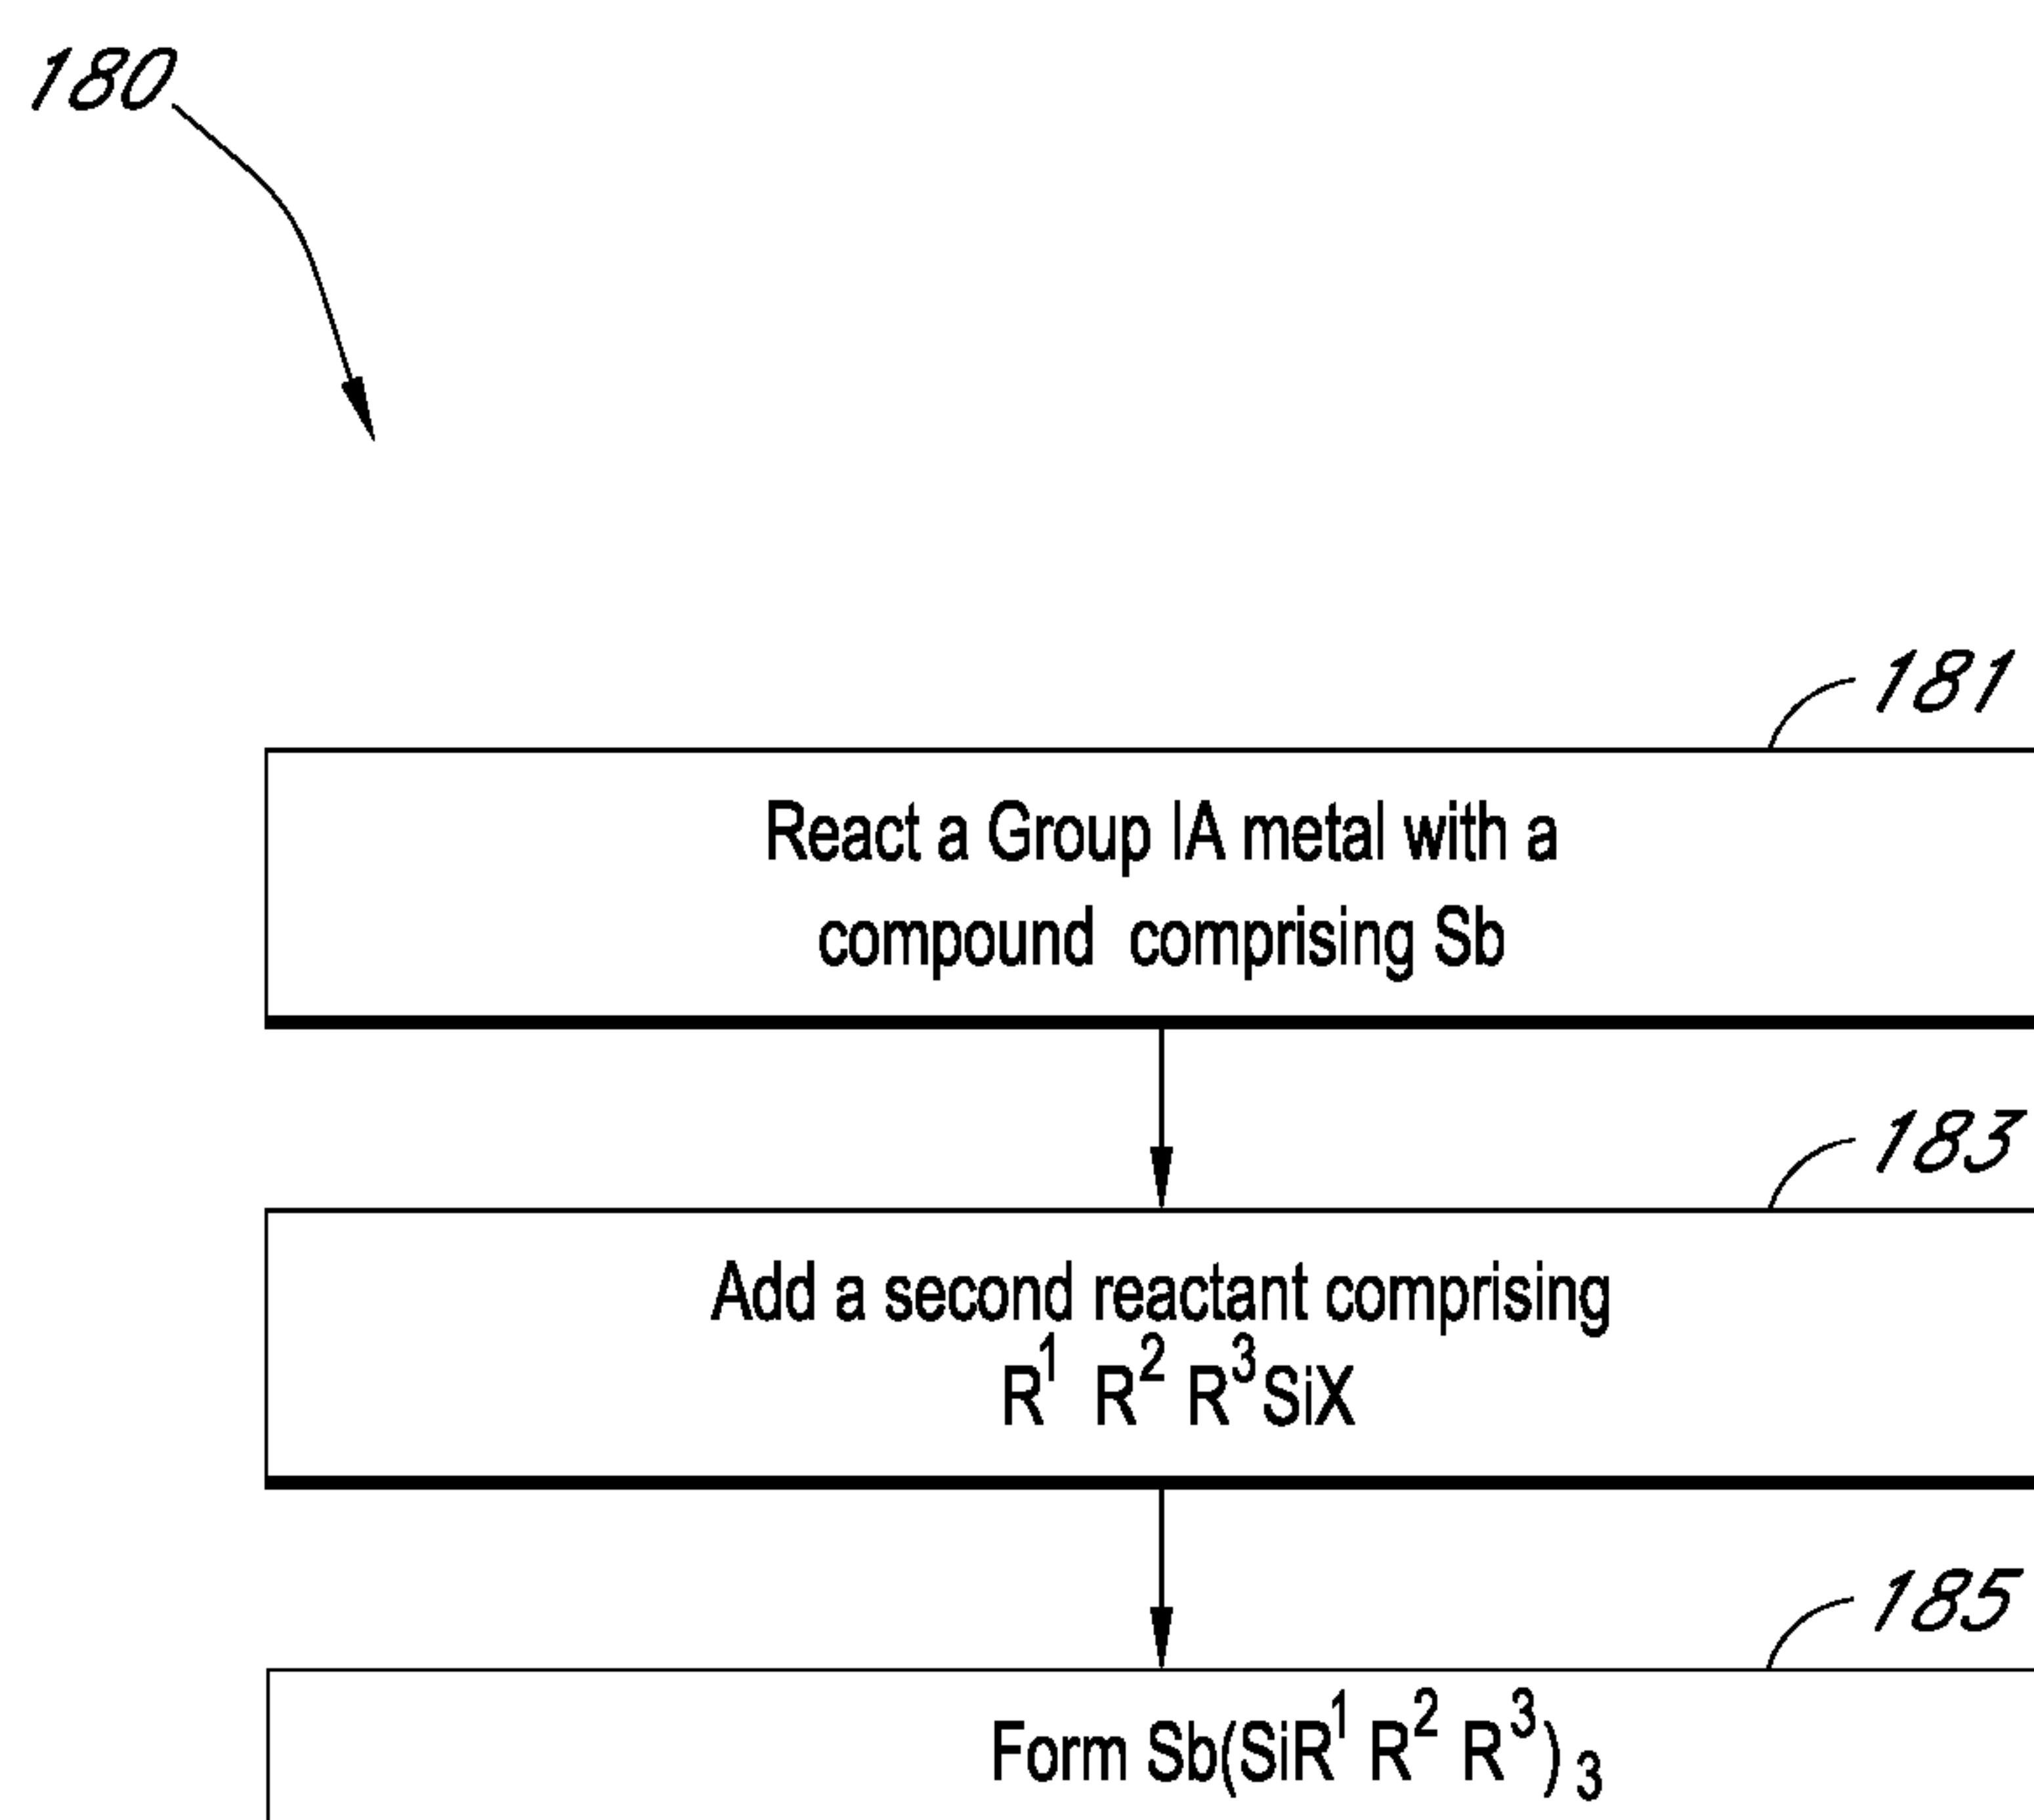 180
181
React a Group IA metal with a
compound comprising Sb
183
Add a second reactant comprising
R¹ R² R³SiX
185
Form Sb(SiR¹ R² R³)₃